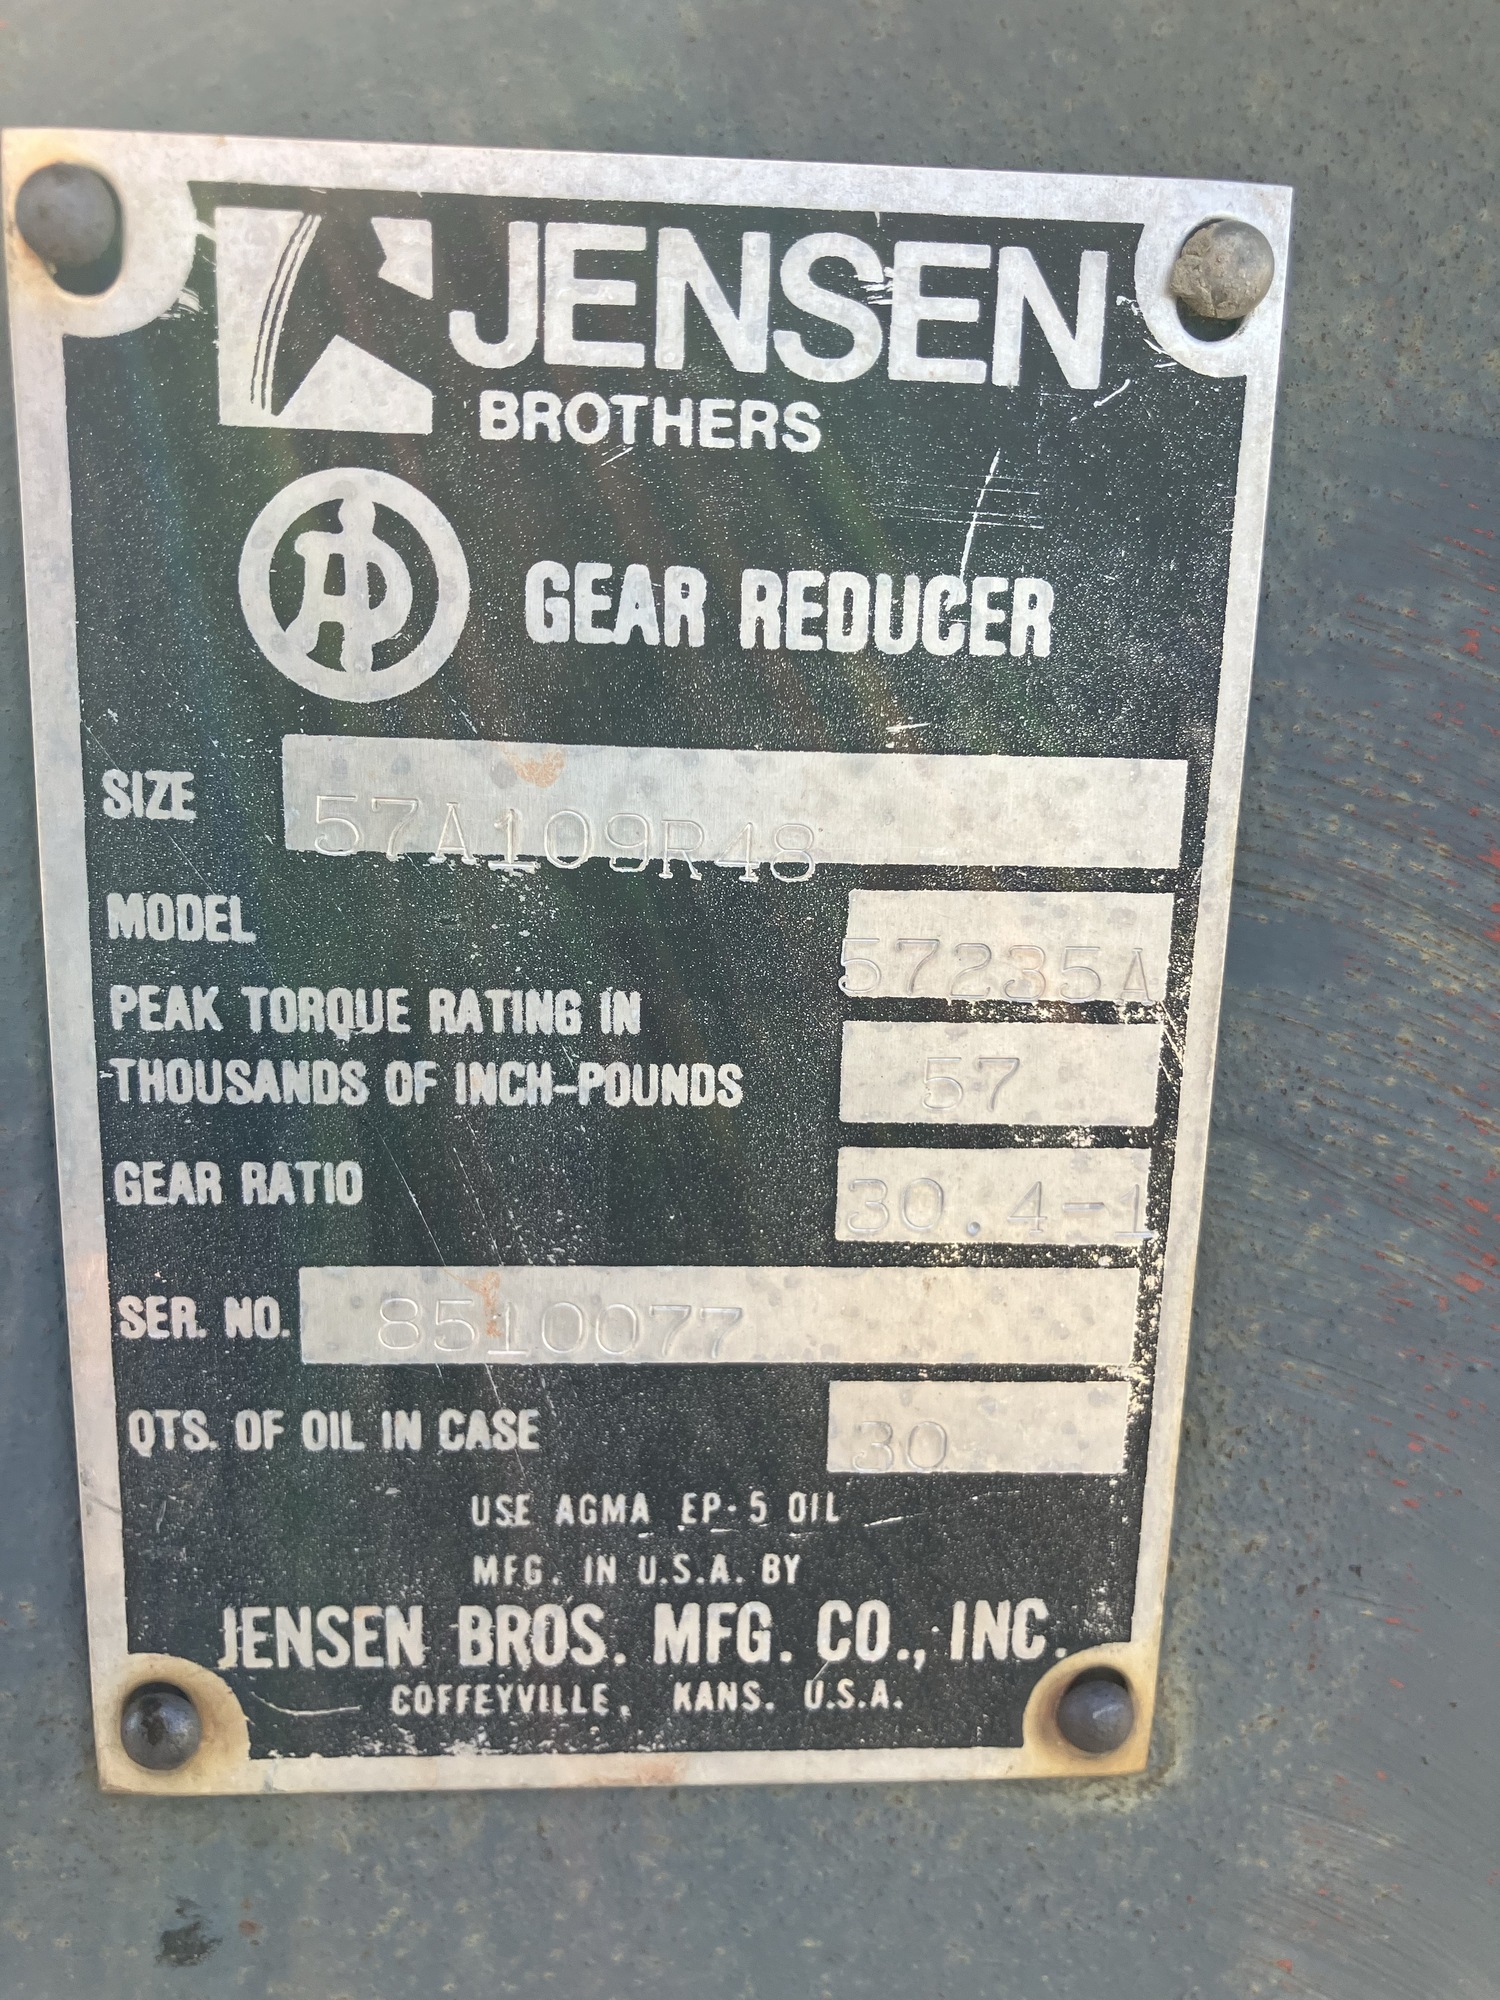 JENSEN
BROTHERS
GEAR REDUCER
SIZE 57A109R48
MODEL 57235A
PEAK TORQUE RATING IN
THOUSANDS OF INCH-POUNDS 57
GEAR RATIO 30.4-1
SER. NO. 8510077
QTS. OF OIL IN CASE 30
USE AGMA EP-5 OIL
MFG. IN U.S.A. BY
JENSEN BROS. MFG. CO., INC.
COFFEYVILLE, KANS. U.S.A.